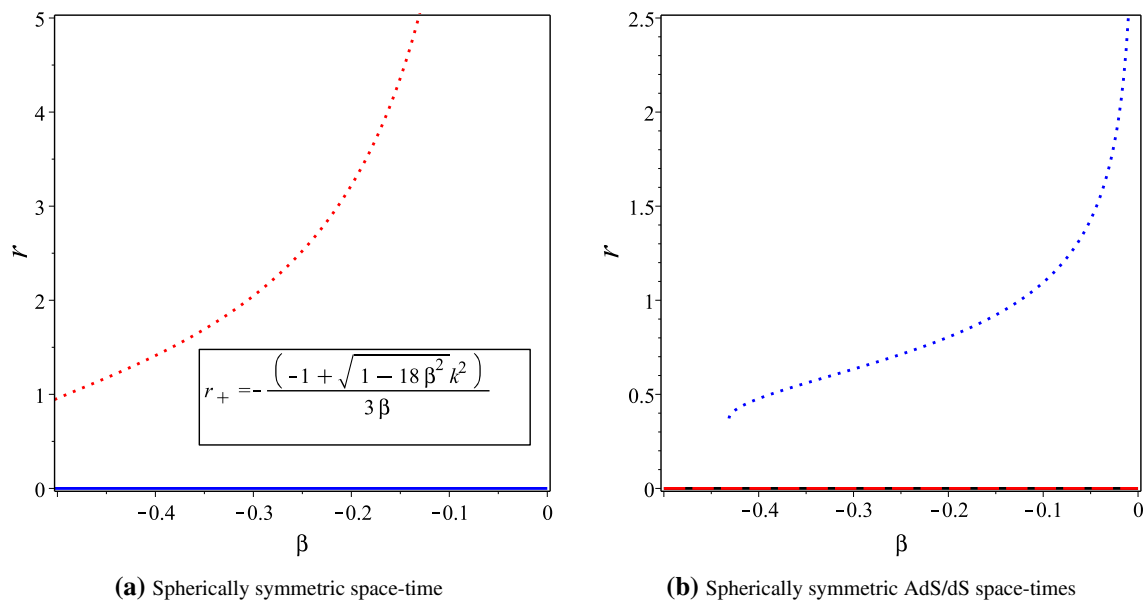 5
4
3
2
1
0
r
r₊ = - (-1 + √(1 - 18 β²) k²) / 3 β
-0.4 -0.3 -0.2 -0.1 0
β
(a) Spherically symmetric space-time
2.5
2
1.5
1
0.5
0
r
-0.4 -0.3 -0.2 -0.1 0
β
(b) Spherically symmetric AdS/dS space-times